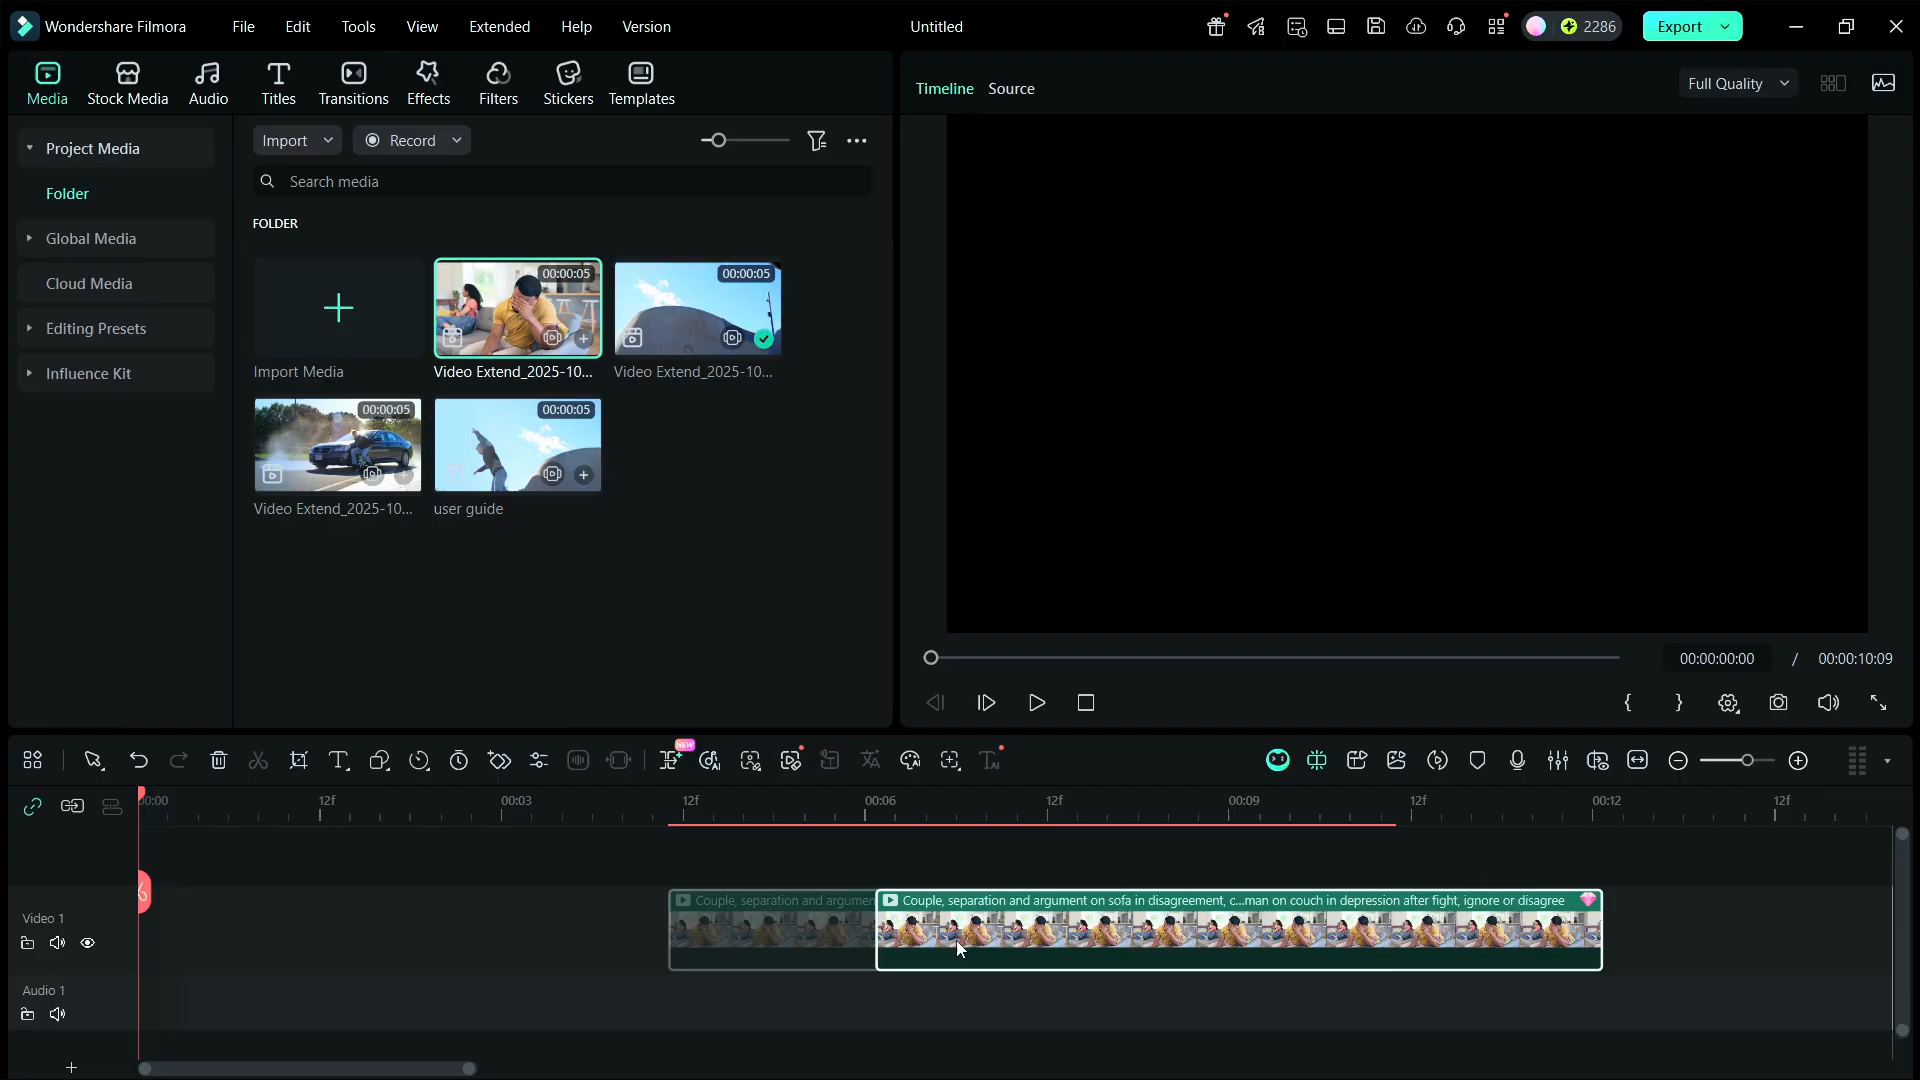 Wondershare Filmora
File
Edit
Tools
View
Extended
Help
Version
Untitled
2286
Export
Media
Stock Media
Audio
Titles
Transitions
Effects
Filters
Stickers
Templates
Timeline
Source
Full Quality
Project Media
Folder
Global Media
Cloud Media
Editing Presets
Influence Kit
Import
Record
Search media
FOLDER
00:00:05
00:00:05
Import Media
Video Extend_2025-10...
Video Extend_2025-10...
00:00:05
00:00:05
Video Extend_2025-10...
user guide
00:00:00:00
/
00:00:10:09
NEW
00:00
12f
00:03
12f
00:06
12f
00:09
12f
00:12
12f
Video 1
Couple, separation and argumen
Couple, separation and argument on sofa in disagreement, c...man on couch in depression after fight, ignore or disagree
Audio 1